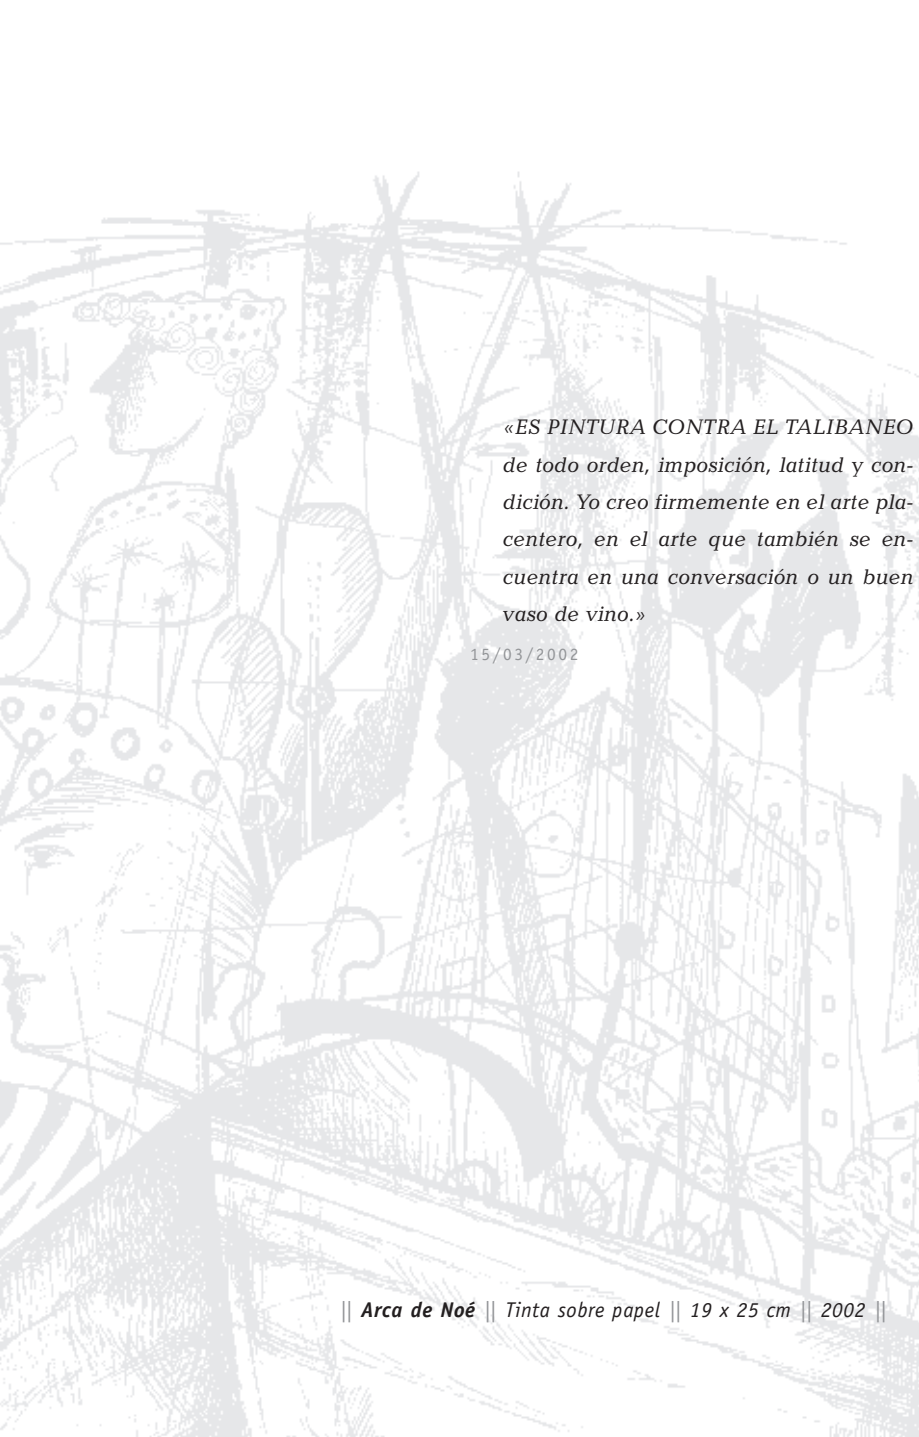 «ES PINTURA CONTRA EL TALIBANEO
de todo orden, imposición, latitud y con-
dición. Yo creo firmemente en el arte pla-
centero, en el arte que también se en-
cuentra en una conversación o un buen
vaso de vino.»
15/03/2002
|| Arca de Noé || Tinta sobre papel || 19 x 25 cm || 2002 ||